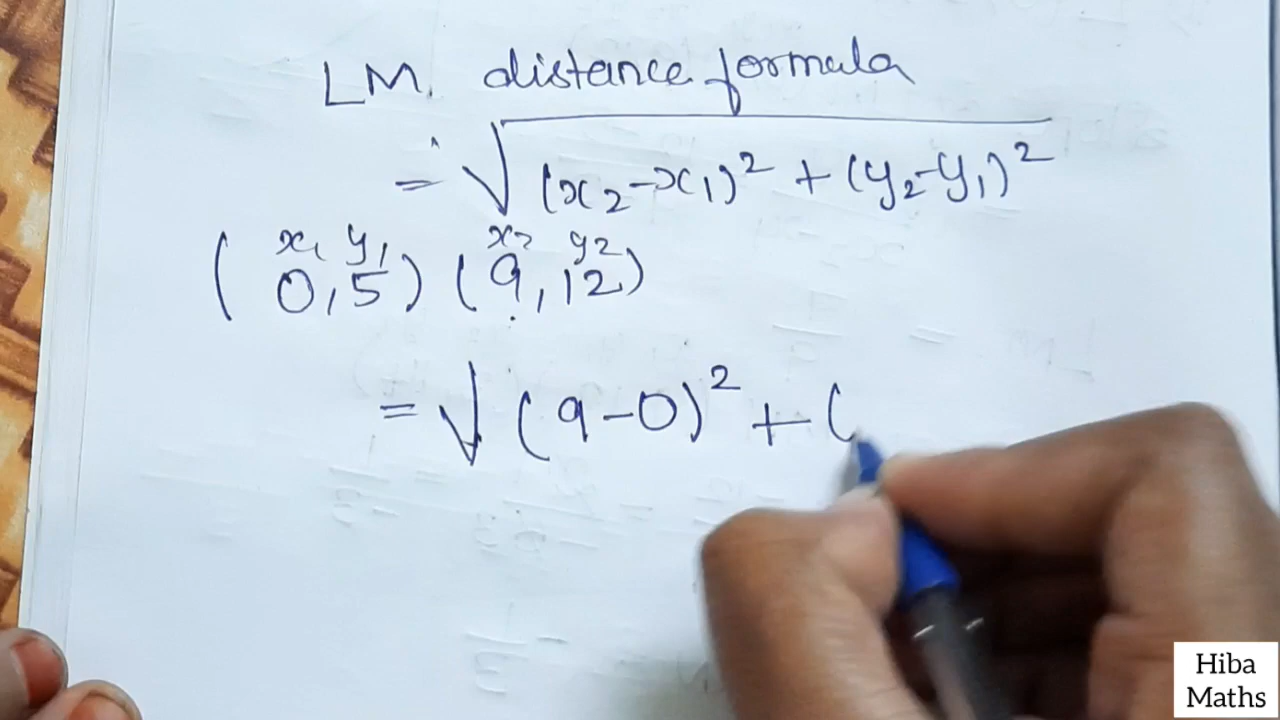 LM. distance formula
= √(x₂-x₁)² + (y₂-y₁)²
x₁ y₁ x₂ y₂
(0,5) (9,12)
= √(9-0)² + (
Hiba
Maths